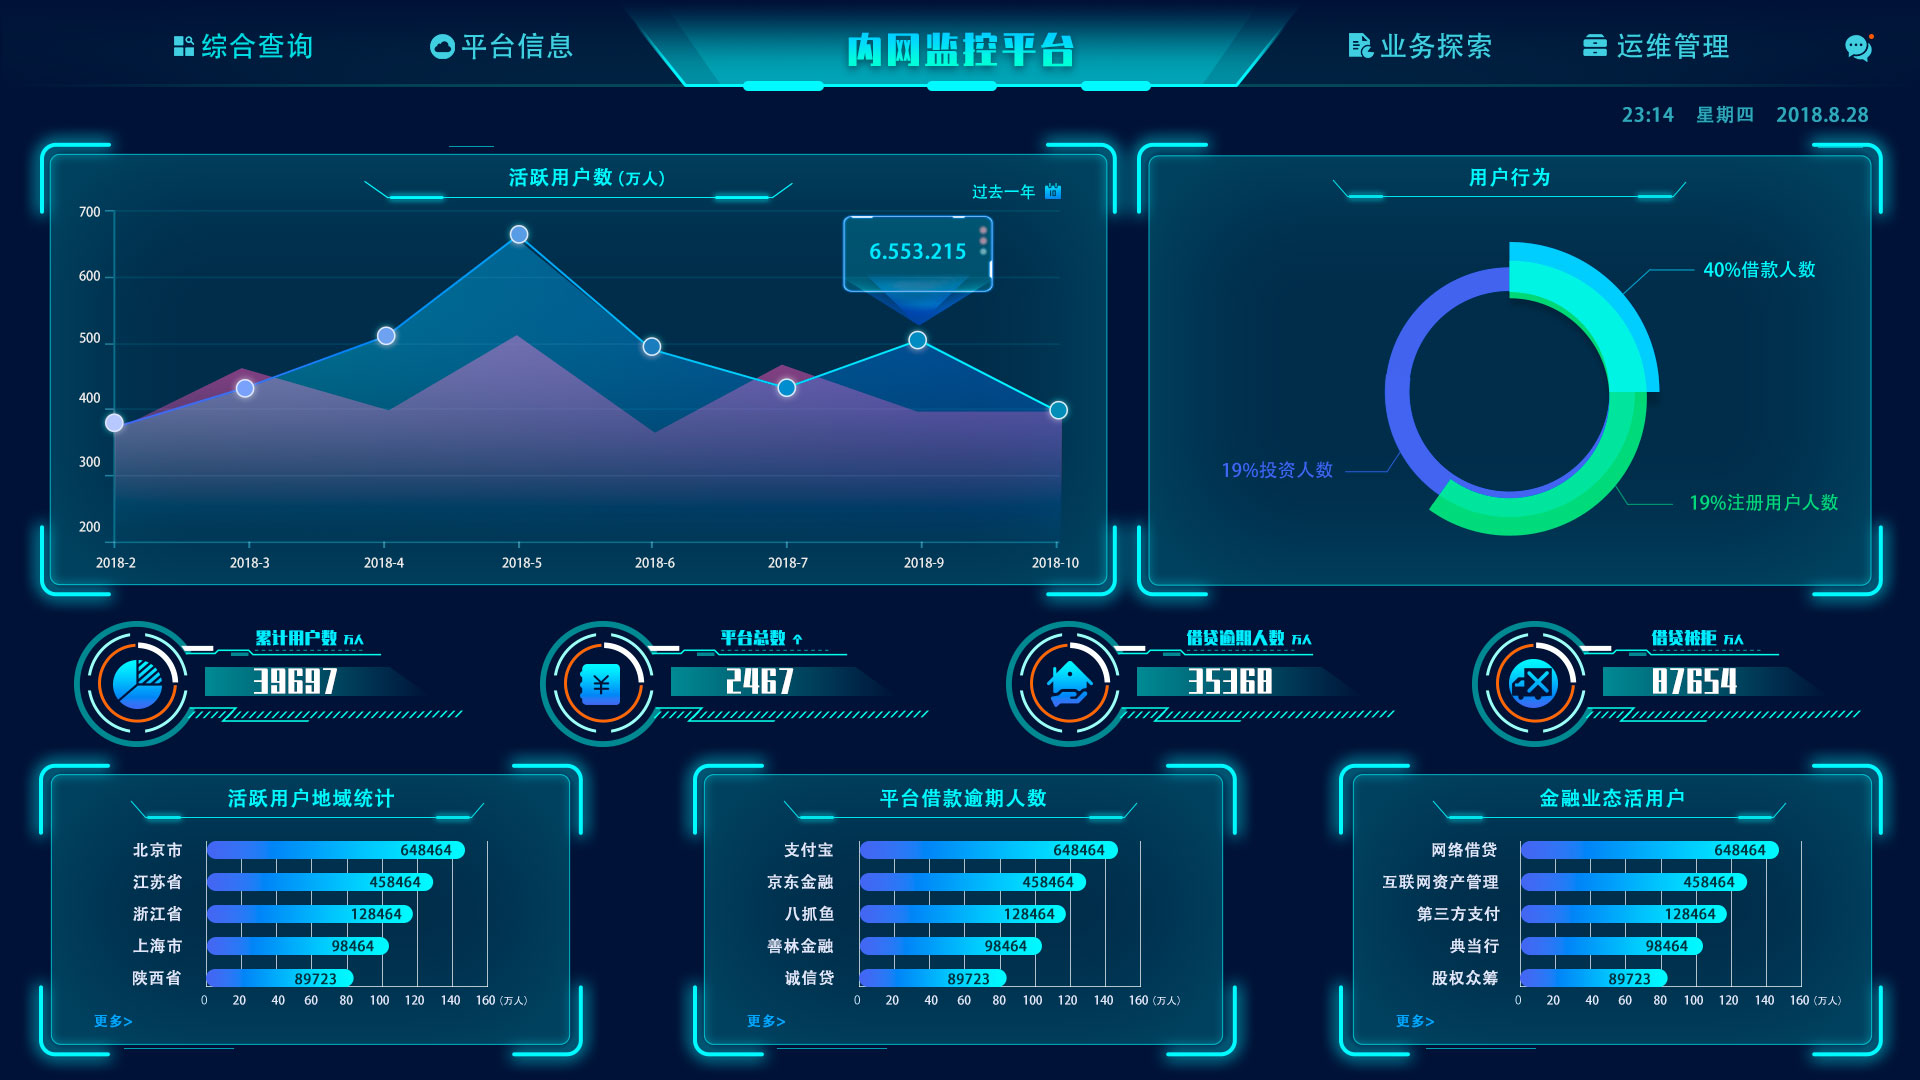 综合查询
平台信息
内网监控平台
业务探索
运维管理
23:14 星期四 2018.8.28
活跃用户数(万人)
过去一年
700
600
500
400
300
200
6.553.215
2018-2 2018-3 2018-4 2018-5 2018-6 2018-7 2018-9 2018-10
用户行为
40%借款人数
19%投资人数
19%注册用户人数
累计用户数 万人
39697
平台总数
2467
借贷逾期人数 万人
35368
借贷被拒 万人
87654
活跃用户地域统计
北京市 648464
江苏省 458464
浙江省 128464
上海市 98464
陕西省 89723
0 20 40 60 80 100 120 140 160 (万人)
更多>
平台借款逾期人数
支付宝 648464
京东金融 458464
八抓鱼 128464
善林金融 98464
诚信贷 89723
0 20 40 60 80 100 120 140 160 (万人)
更多>
金融业态活用户
网络借贷 648464
互联网资产管理 458464
第三方支付 128464
典当行 98464
股权众筹 89723
0 20 40 60 80 100 120 140 160 (万人)
更多>